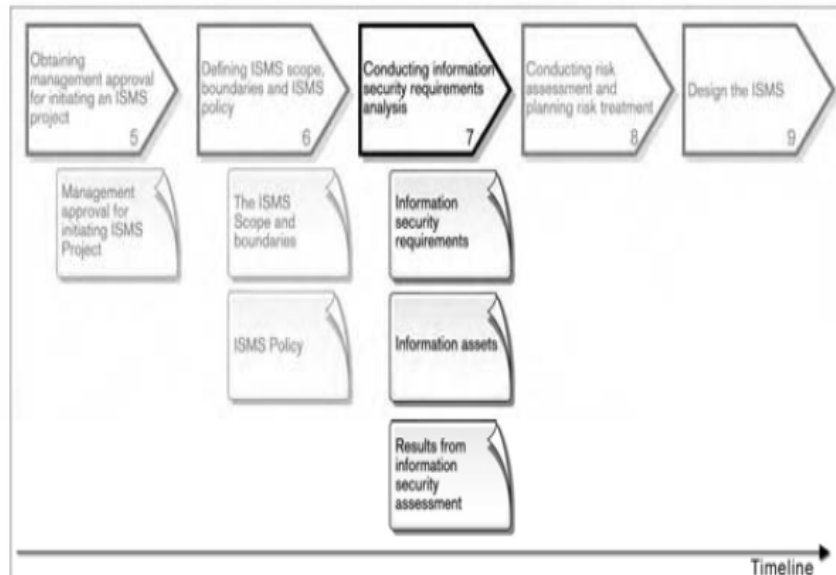 Obtaining
management approval
for initiating an ISMS
project
5
Defining ISMS scope,
boundaries and ISMS
policy
6
Conducting information
security requirements
analysis
7
Conducting risk
assessment and
planning risk treatment
8
Design the ISMS
9
Management
approval for
initiating ISMS
Project
The ISMS
Scope and
boundaries
Information
security
requirements
ISMS Policy
Information assets
Results from
information
security
assessment
Timeline